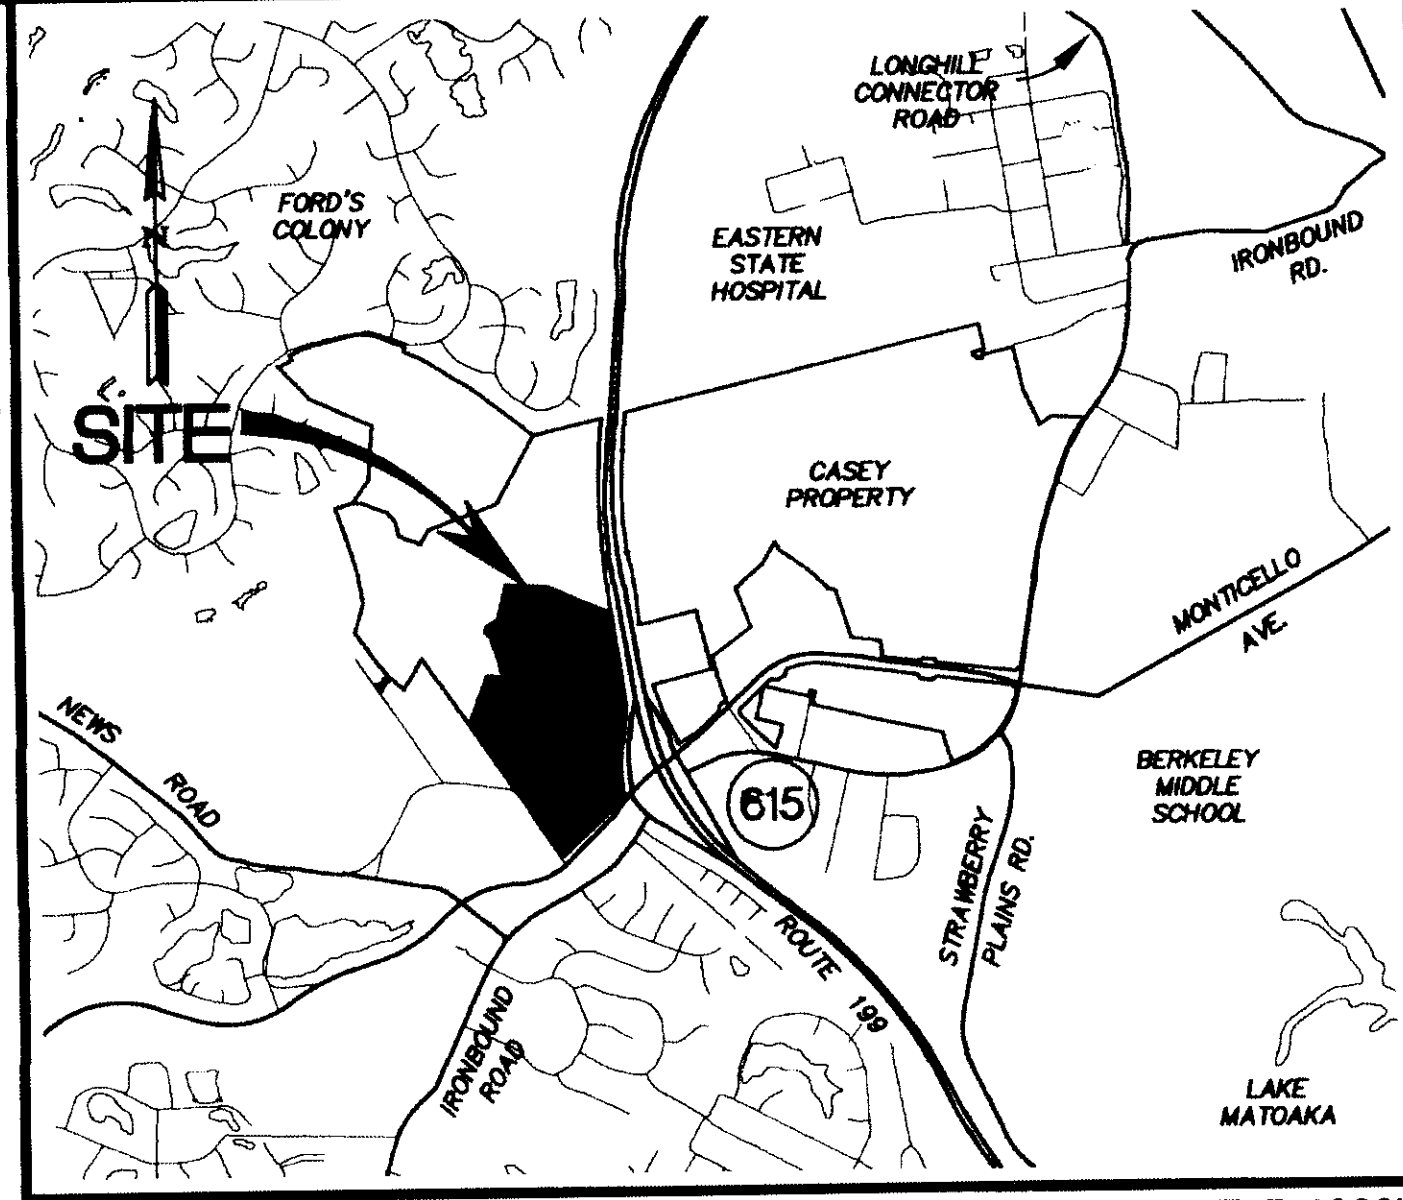 LONGHILL
CONNECTOR
ROAD
FORD'S
COLONY
N
EASTERN
STATE
HOSPITAL
IRONBOUND
RD.
SITE
CASEY
PROPERTY
MONTICELLO
AVE.
NEWS
ROAD
BERKELEY
MIDDLE
SCHOOL
615
STRAWBERRY
PLAINS RD.
ROUTE 199
IRONBOUND
ROAD
LAKE
MATOAKA